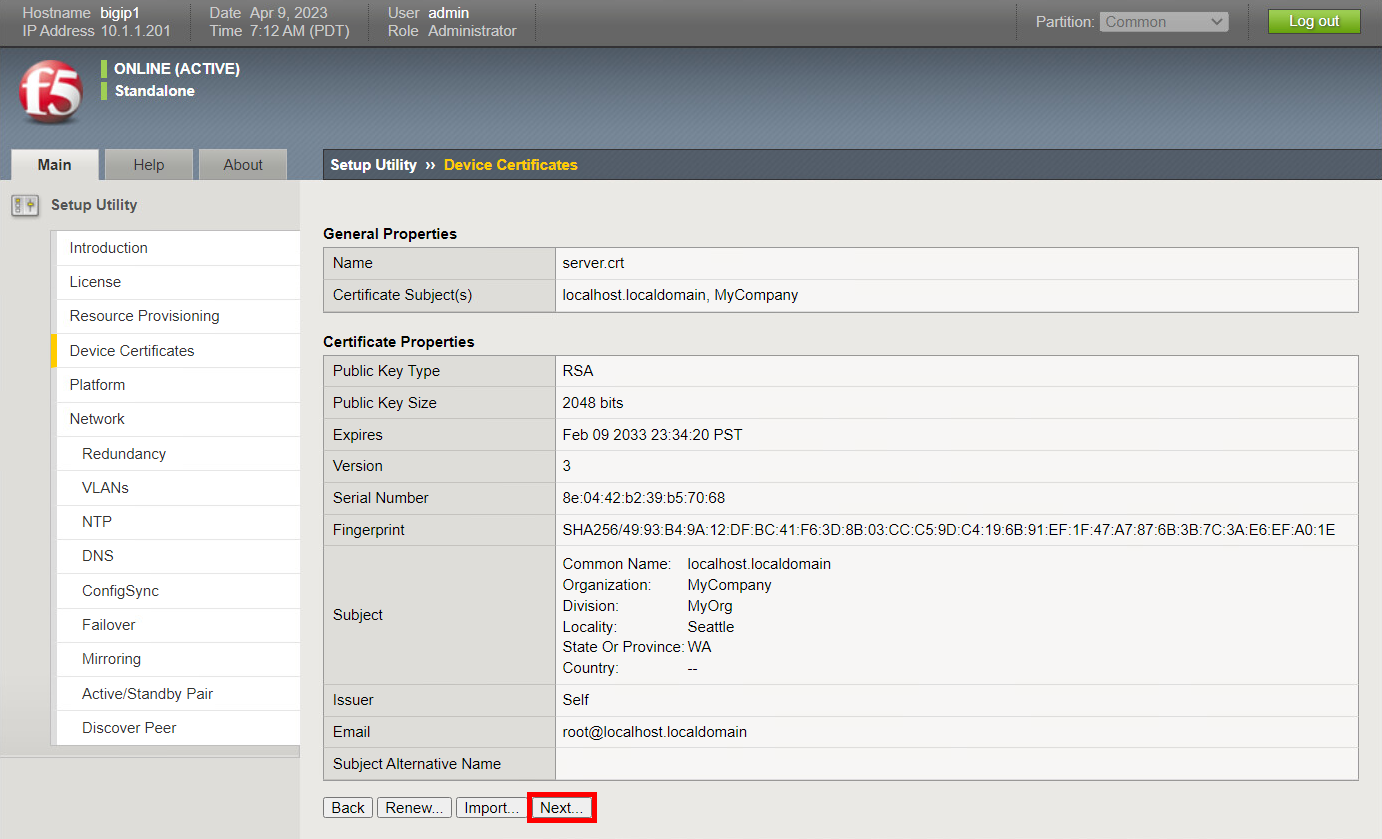 Hostname bigip1
IP Address 10.1.1.201
Date Apr 9, 2023
Time 7:12 AM (PDT)
User admin
Role Administrator
Partition: Common
Log out
f5
ONLINE (ACTIVE)
Standalone
Main
Help
About
Setup Utility ›› Device Certificates
Setup Utility
Introduction
License
Resource Provisioning
Device Certificates
Platform
Network
Redundancy
VLANs
NTP
DNS
ConfigSync
Failover
Mirroring
Active/Standby Pair
Discover Peer
General Properties
Name server.crt
Certificate Subject(s) localhost.localdomain, MyCompany
Certificate Properties
Public Key Type RSA
Public Key Size 2048 bits
Expires Feb 09 2033 23:34:20 PST
Version 3
Serial Number 8e:04:42:b2:39:b5:70:68
Fingerprint SHA256/49:93:B4:9A:12:DF:BC:41:F6:3D:8B:03:CC:C5:9D:C4:19:6B:91:EF:1F:47:A7:87:6B:3B:7C:3A:E6:EF:A0:1E
Subject
Common Name: localhost.localdomain
Organization: MyCompany
Division: MyOrg
Locality: Seattle
State Or Province: WA
Country: --
Issuer Self
Email root@localhost.localdomain
Subject Alternative Name
Back Renew... Import... Next...